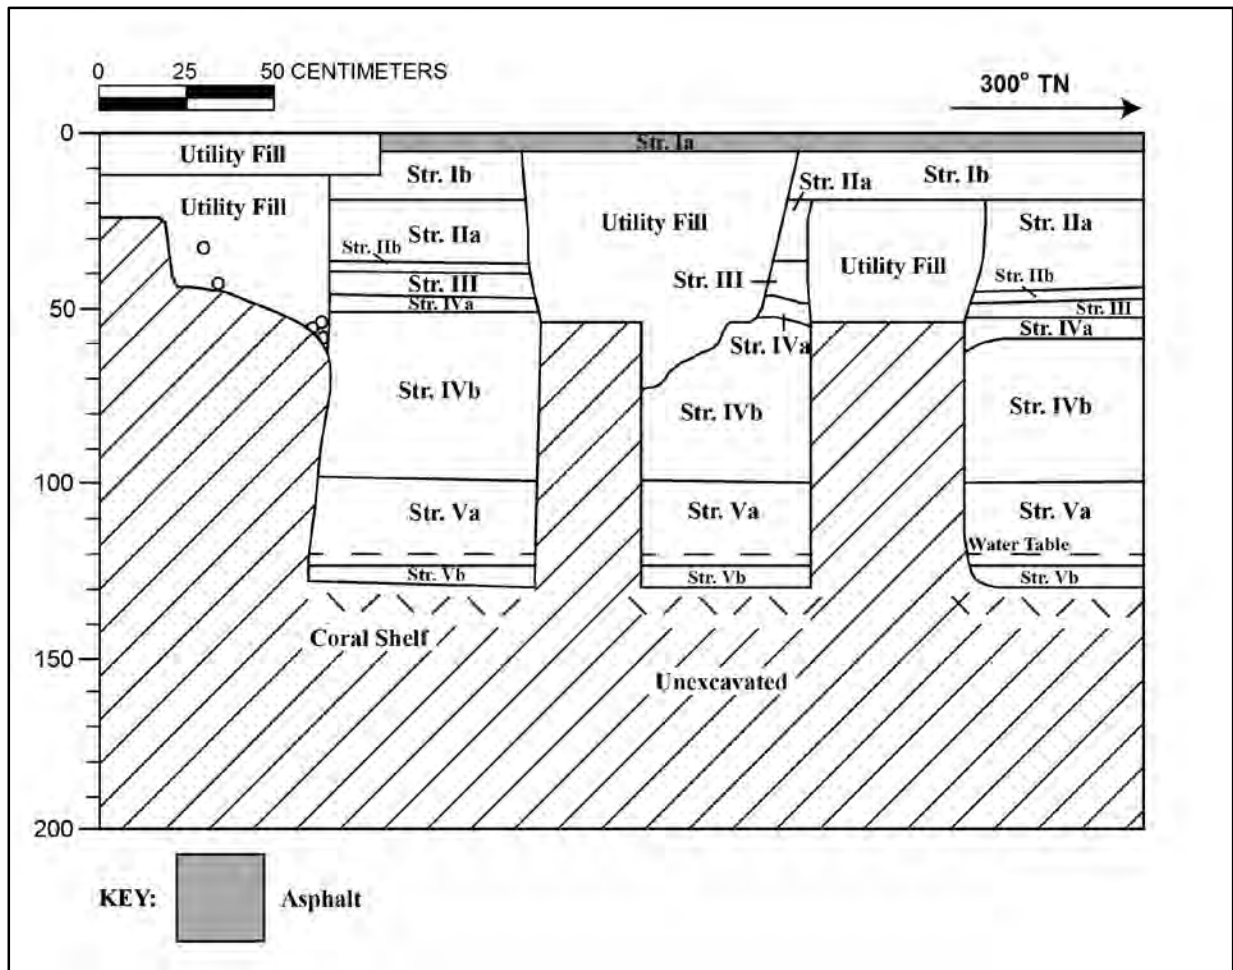 0 25 50 CENTIMETERS
300° TN
0
50
100
150
200
Utility Fill
Str. Ia
Utility Fill
Str. Ib
Str. IIa
Str. IIb
Str. III
Str. IVa
Str. IVb
Str. Va
Str. Vb
Utility Fill
Str. IIa
Str. III
Str. IVa
Str. IVb
Str. Va
Str. Vb
Str. Ib
Utility Fill
Str. IIa
Str. IIb
Str. III
Str. IVa
Str. IVb
Str. Va
Water Table
Str. Vb
Coral Shelf
Unexcavated
KEY:
Asphalt